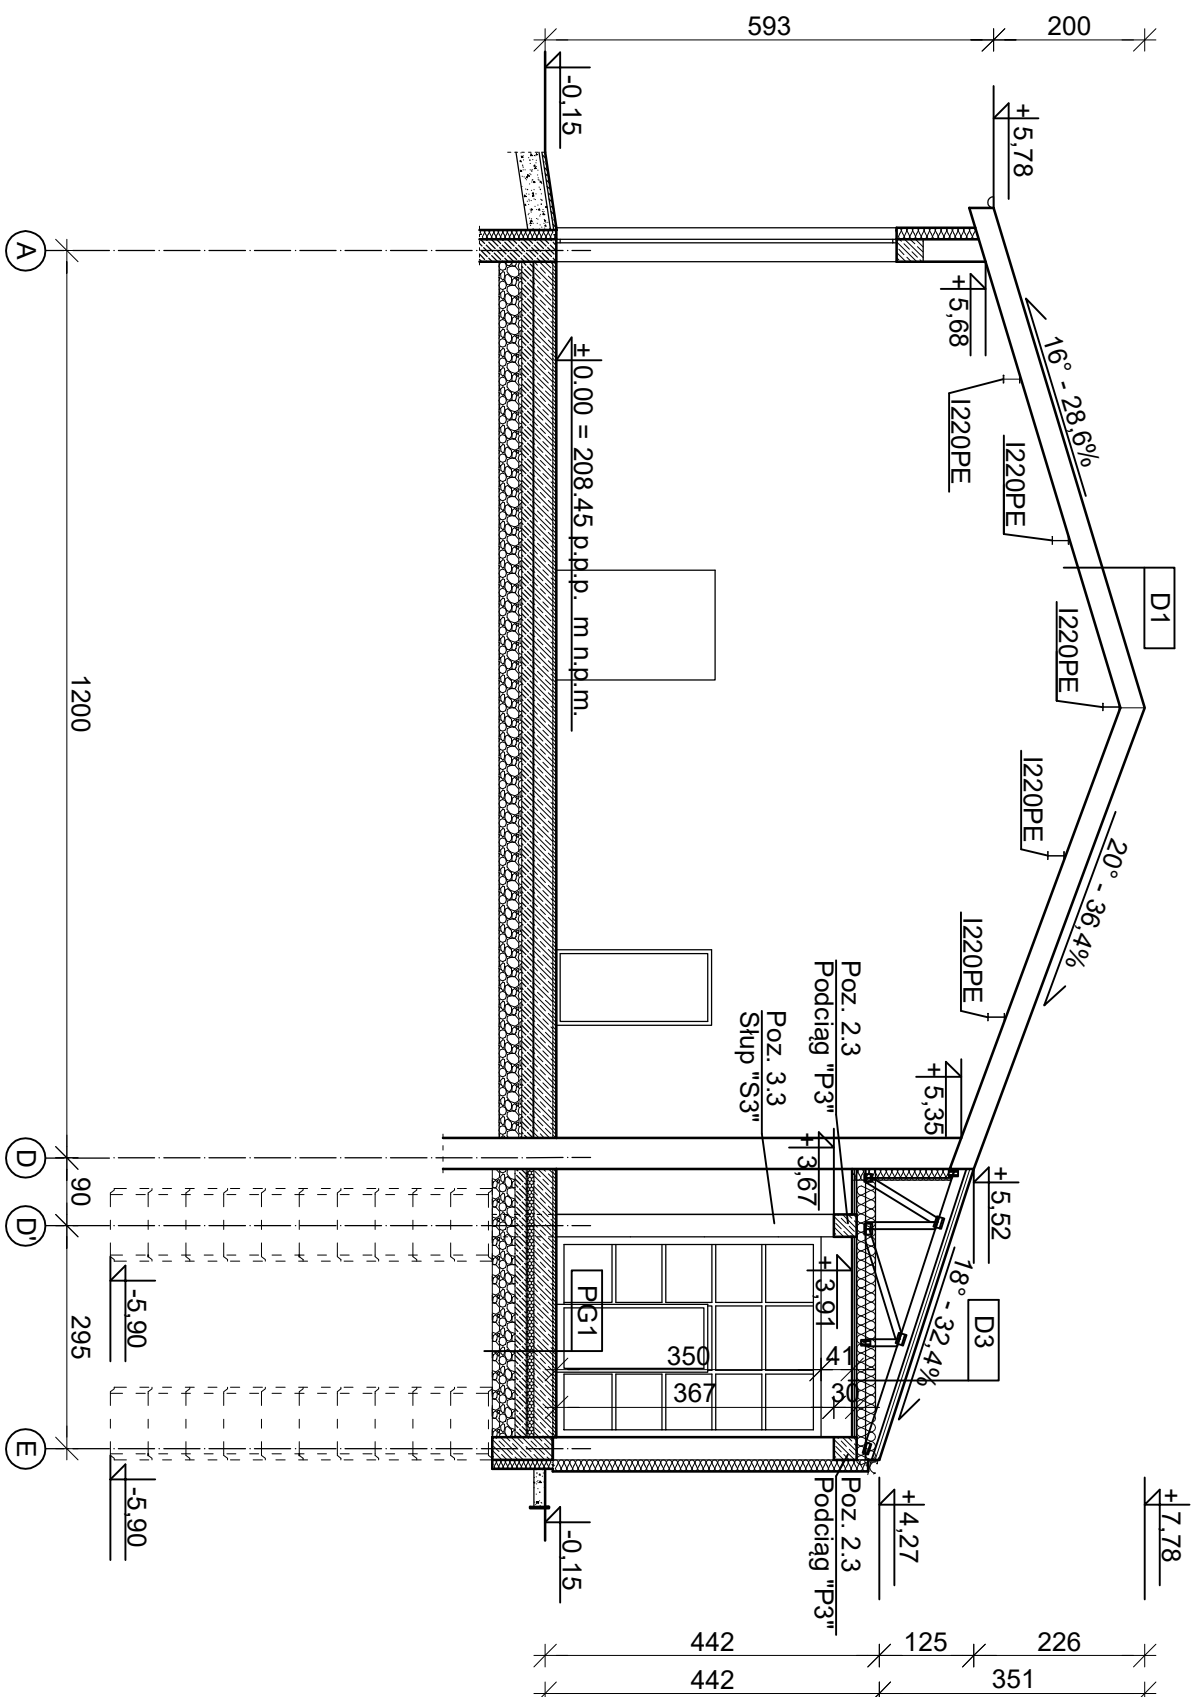 593
200
-0,15
+5,78
A
+5,68
16° - 28,6%
I220PE
I220PE
D1
±0.00 = 208.45 p.p.p. m n.p.m.
I220PE
1200
I220PE
20° - 36,4%
I220PE
Poz. 2.3
Podciąg "P3"
Poz. 3.3
Słup "S3"
+5,35
+3,67
+5,52
D
90
D'
-5,90
295
PG1
+3,91
18° - 32,4%
D3
350
41
367
30
E
-5,90
-0,15
Poz. 2.3
Podciąg "P3"
+4,27
+7,78
442
125
226
442
351